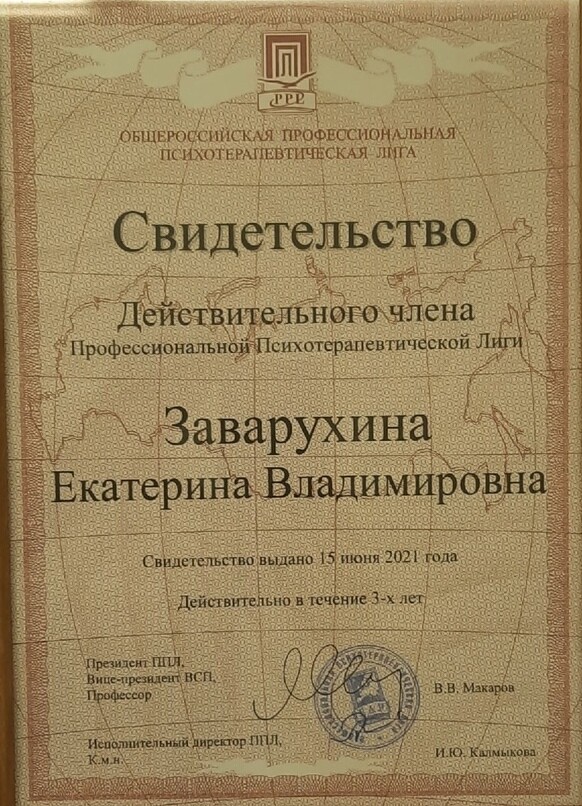 PPP
ОБЩЕРОССИЙСКАЯ ПРОФЕССИОНАЛЬНАЯ
ПСИХОТЕРАПЕВТИЧЕСКАЯ ЛИГА
Свидетельство
Действительного члена
Профессиональной Психотерапевтической Лиги
Заварухина
Екатерина Владимировна
Свидетельство выдано 15 июня 2021 года
Действительно в течение 3-х лет
Президент ППЛ,
Вице-президент ВСП,
Профессор
В.В. Макаров
Исполнительный директор ППЛ,
К.м.н.
И.Ю. Калмыкова